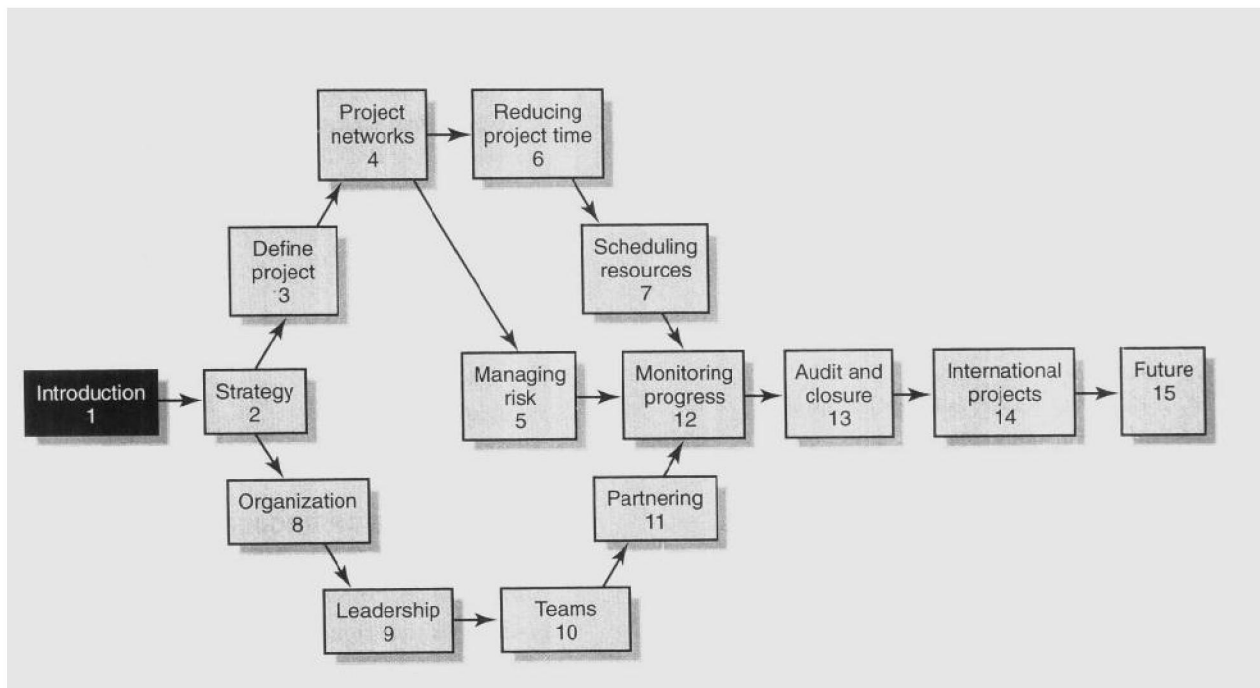 Project
networks
4
Reducing
project time
6
Define
project
3
Scheduling
resources
7
Introduction
1
Strategy
2
Managing
risk
5
Monitoring
progress
12
Audit and
closure
13
International
projects
14
Future
15
Organization
8
Partnering
11
Leadership
9
Teams
10